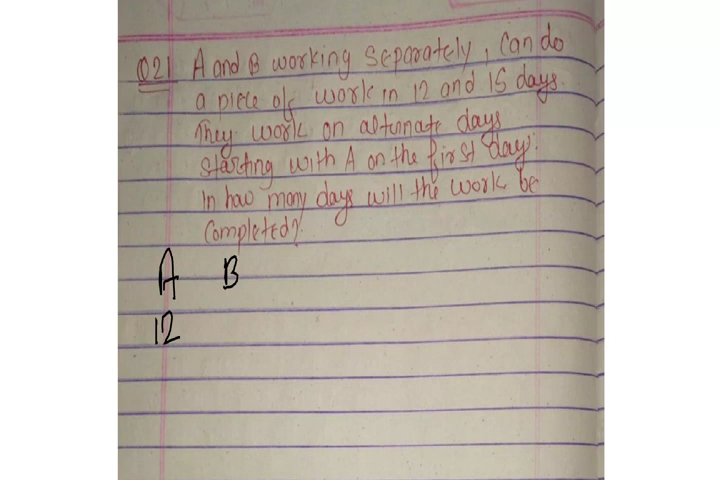 Q21 A and B working separately, can do
a piece of work in 12 and 15 days.
They work on alternate days
starting with A on the first day.
In how many days will the work be
completed?
A B
12